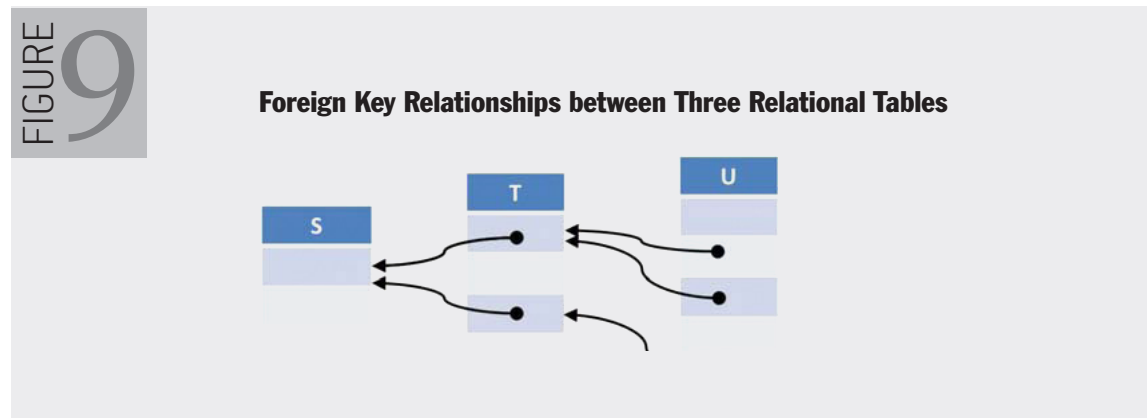 FIGURE 9
Foreign Key Relationships between Three Relational Tables
S
T
U